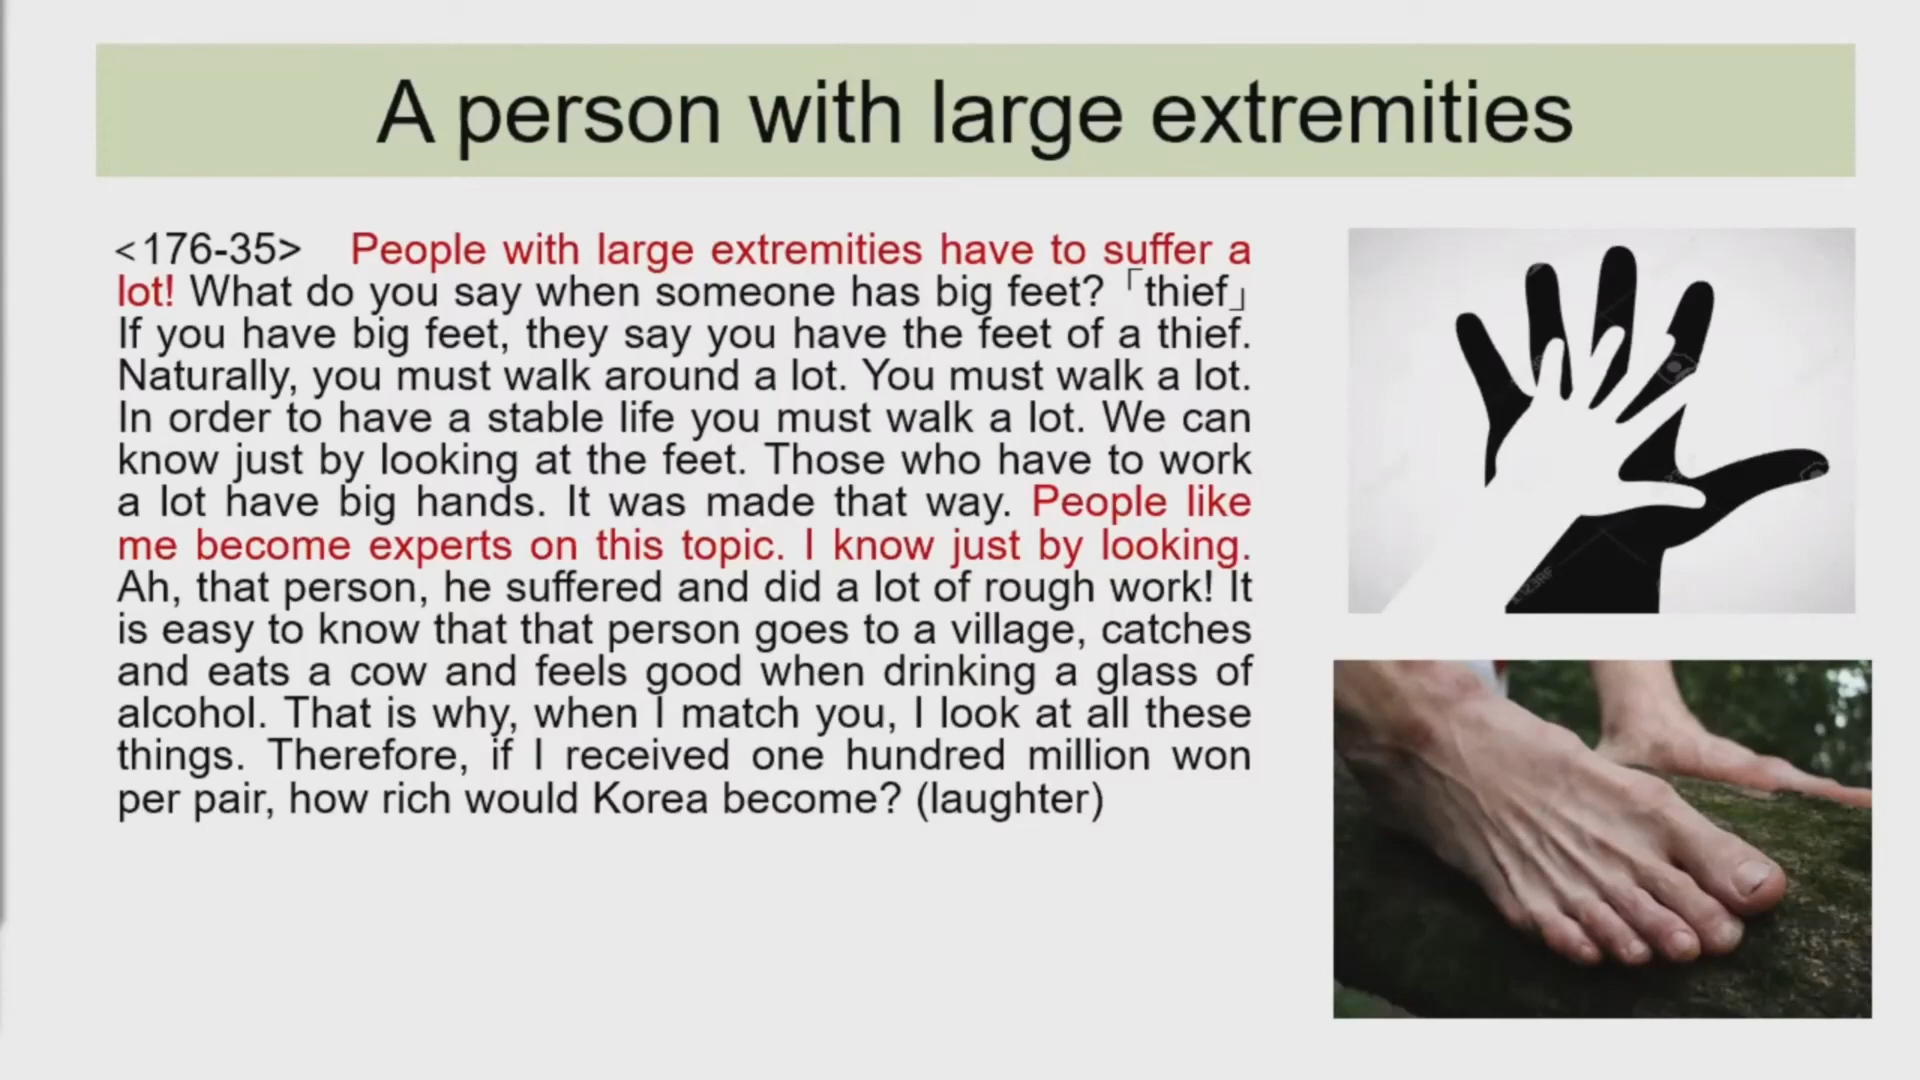 A person with large extremities
<176-35> People with large extremities have to suffer a
lot! What do you say when someone has big feet?「thief」
If you have big feet, they say you have the feet of a thief.
Naturally, you must walk around a lot. You must walk a lot.
In order to have a stable life you must walk a lot. We can
know just by looking at the feet. Those who have to work
a lot have big hands. It was made that way. People like
me become experts on this topic. I know just by looking.
Ah, that person, he suffered and did a lot of rough work! It
is easy to know that that person goes to a village, catches
and eats a cow and feels good when drinking a glass of
alcohol. That is why, when I match you, I look at all these
things. Therefore, if I received one hundred million won
per pair, how rich would Korea become? (laughter)
123RF